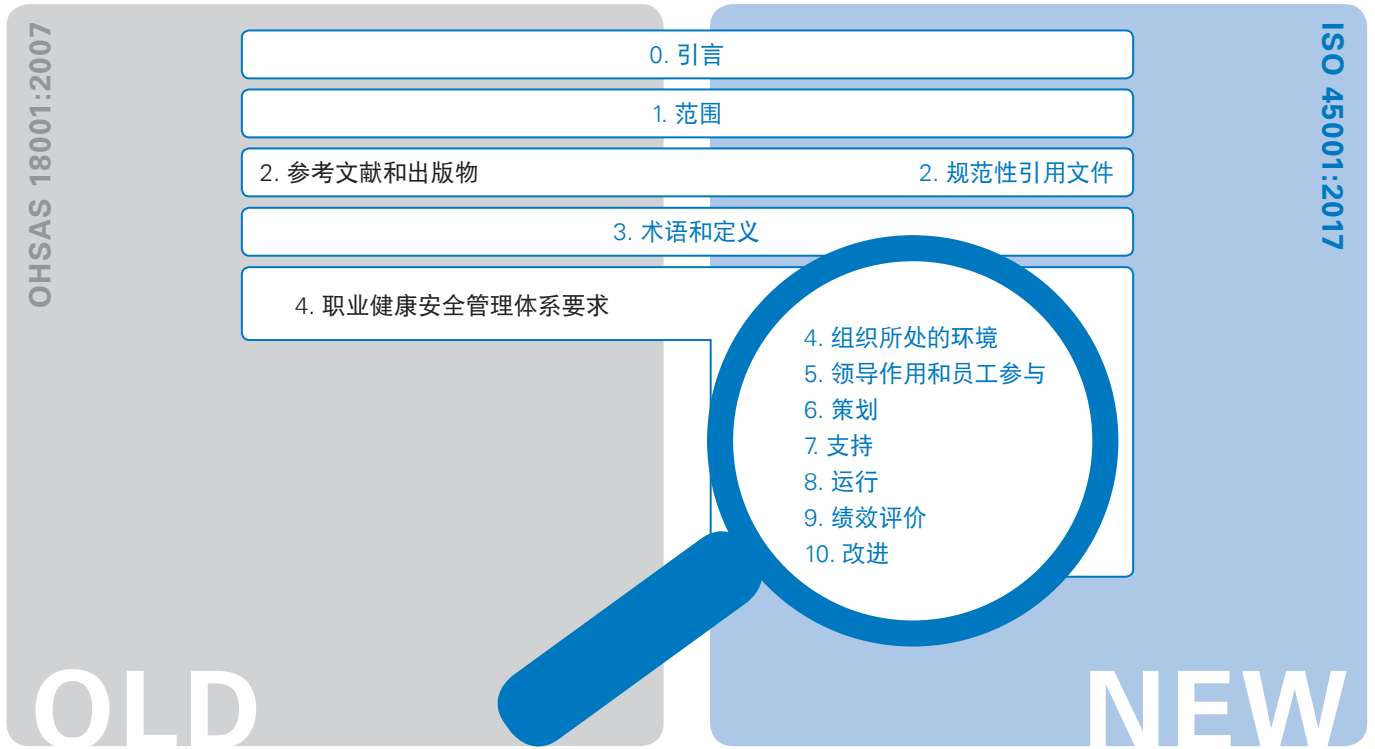 OHSAS 18001:2007
ISO 45001:2017
0. 引言
1. 范围
2. 参考文献和出版物
2. 规范性引用文件
3. 术语和定义
4. 职业健康安全管理体系要求
4. 组织所处的环境
5. 领导作用和员工参与
6. 策划
7. 支持
8. 运行
9. 绩效评价
10. 改进
OLD
NEW